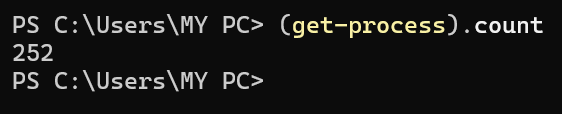 PS C:\Users\MY PC> (get-process).count
252
PS C:\Users\MY PC>